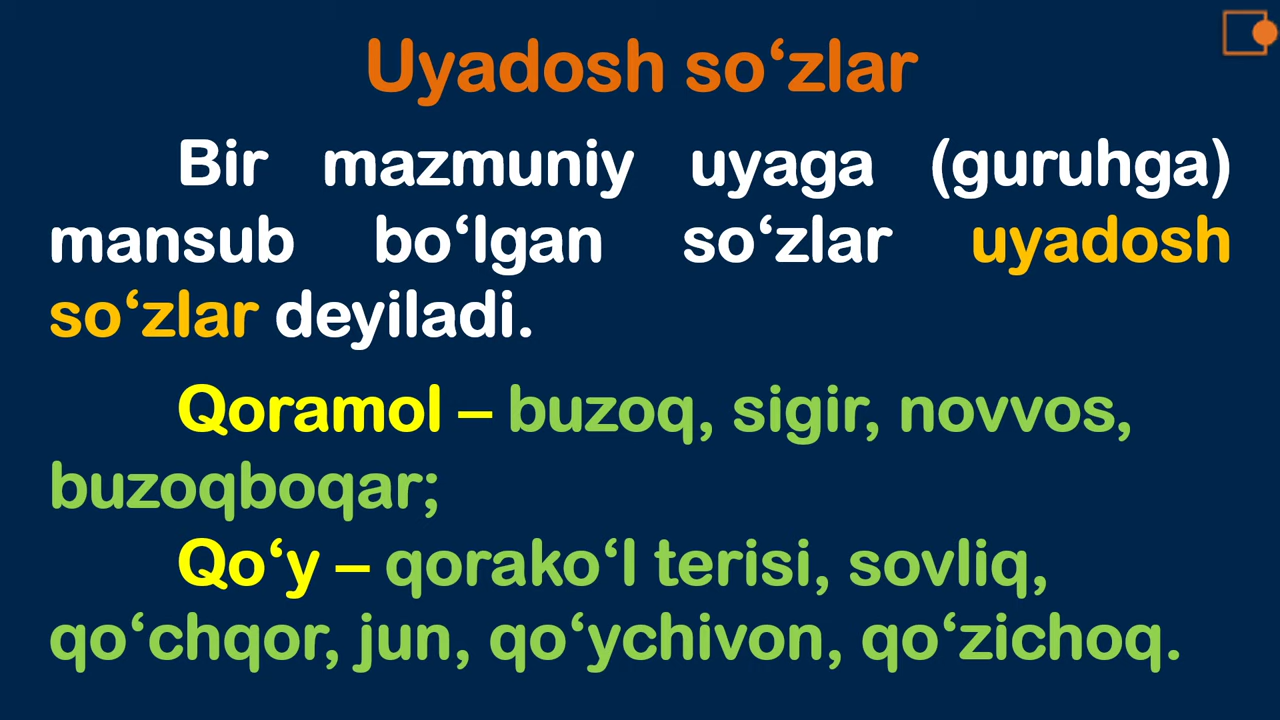 Uyadosh so‘zlar
Bir mazmuniy uyaga (guruhga)
mansub bo‘lgan so‘zlar uyadosh
so‘zlar deyiladi.
Qoramol – buzoq, sigir, novvos,
buzoqboqar;
Qo‘y – qorako‘l terisi, sovliq,
qo‘chqor, jun, qo‘ychivon, qo‘zichoq.